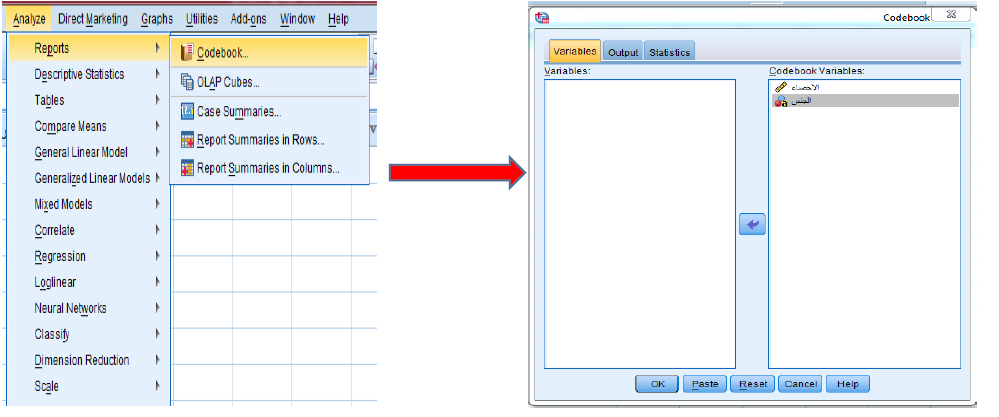 Analyze Direct Marketing Graphs Utilities Add-ons Window Help
Reports
Descriptive Statistics
Tables
Compare Means
General Linear Model
Generalized Linear Models
Mixed Models
Correlate
Regression
Loglinear
Neural Networks
Classify
Dimension Reduction
Scale
Codebook...
OLAP Cubes...
Case Summaries...
Report Summaries in Rows...
Report Summaries in Columns...
Codebook
Variables Output Statistics
Variables:
Codebook Variables:
الاحصاء
الجنس
OK Paste Reset Cancel Help